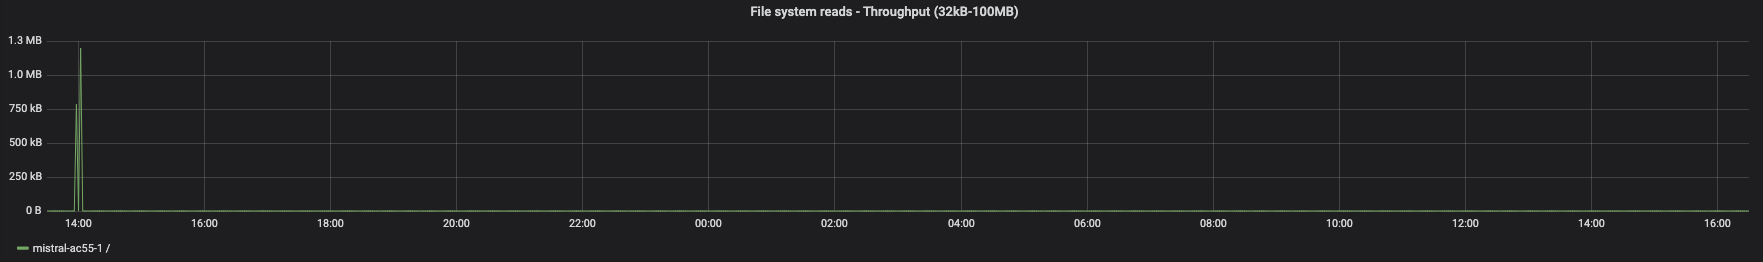 File system reads - Throughput (32kB-100MB)
1.3 MB
1.0 MB
750 kB
500 kB
250 kB
0 B
14:00 16:00 18:00 20:00 22:00 00:00 02:00 04:00 06:00 08:00 10:00 12:00 14:00 16:00
mistral-ac55-1 /